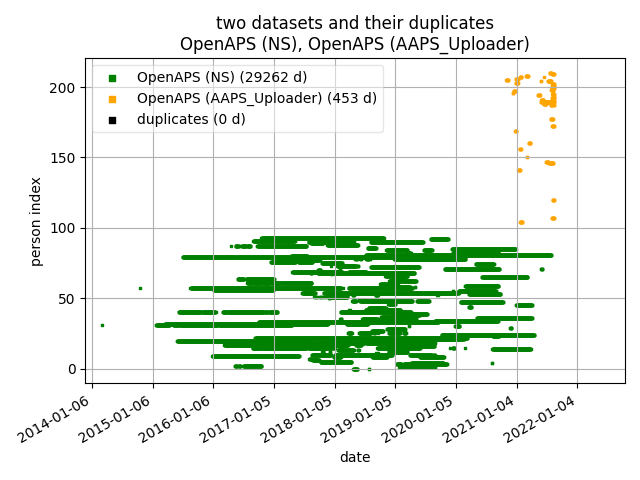 two datasets and their duplicates
OpenAPS (NS), OpenAPS (AAPS_Uploader)
OpenAPS (NS) (29262 d)
OpenAPS (AAPS_Uploader) (453 d)
duplicates (0 d)
person index
200
150
100
50
0
2014-01-06
2015-01-06
2016-01-06
2017-01-05
2018-01-05
2019-01-05
2020-01-05
2021-01-04
2022-01-04
date